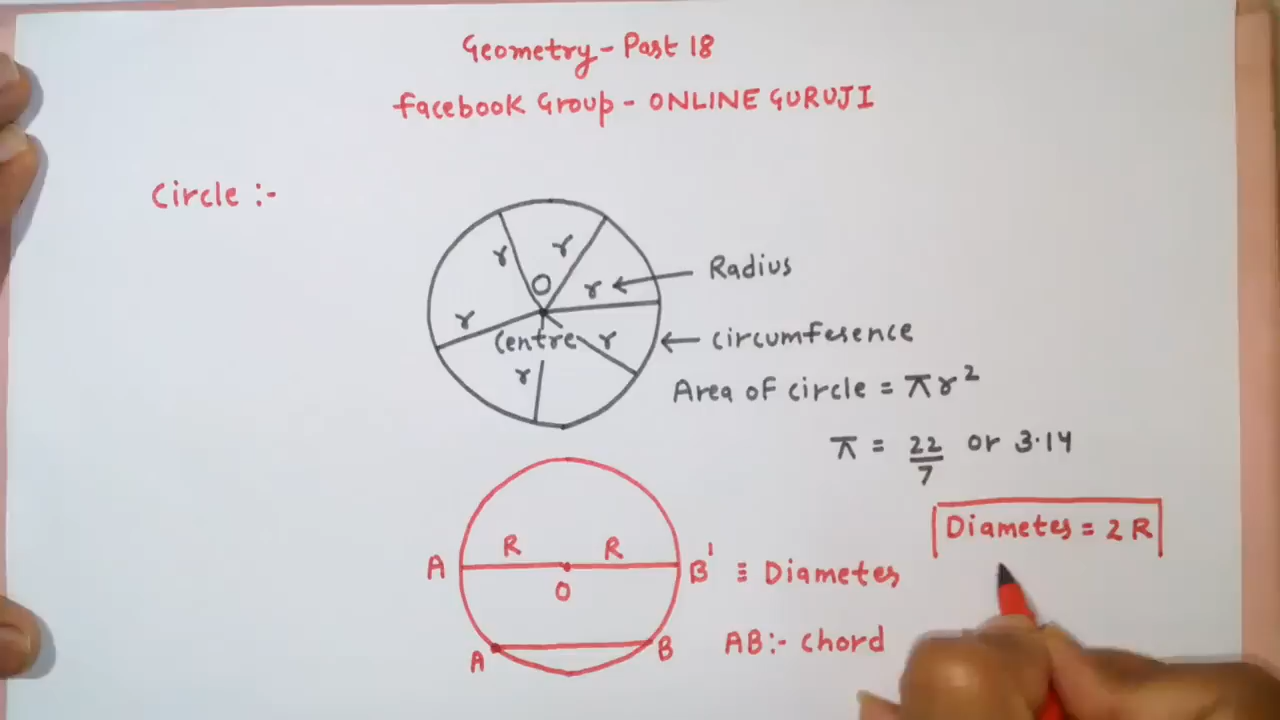 Geometry - Part 18
Facebook Group - ONLINE GURUJI
Circle :-
r r
O
r ← Radius
r
Centre r
← circumference
r
Area of circle = πr²
π = 22/7 or 3.14
Diameter = 2R
R R
A O B' ≡ Diameter
A B AB :- chord